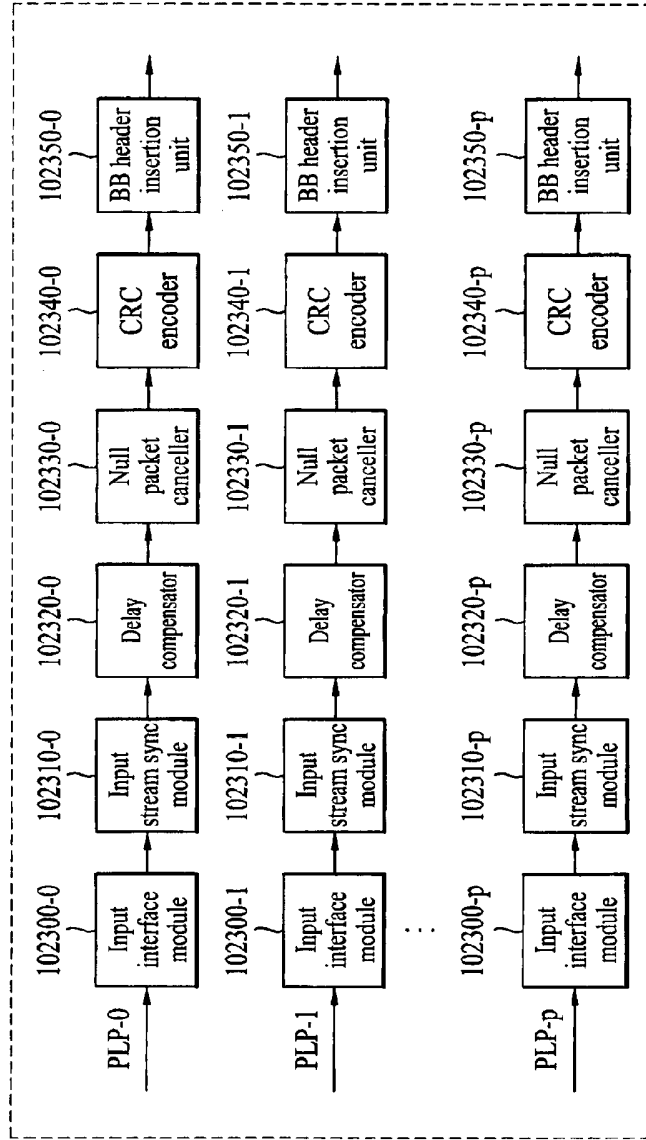 102300-0
102310-0
102320-0
102330-0
102340-0
102350-0
PLP-0
Input
interface
module
Input
stream sync
module
Delay
compensator
Null
packet
canceller
CRC
encoder
BB header
insertion
unit
102300-1
102310-1
102320-1
102330-1
102340-1
102350-1
PLP-1
Input
interface
module
Input
stream sync
module
Delay
compensator
Null
packet
canceller
CRC
encoder
BB header
insertion
unit
...
102300-p
102310-p
102320-p
102330-p
102340-p
102350-p
PLP-p
Input
interface
module
Input
stream sync
module
Delay
compensator
Null
packet
canceller
CRC
encoder
BB header
insertion
unit